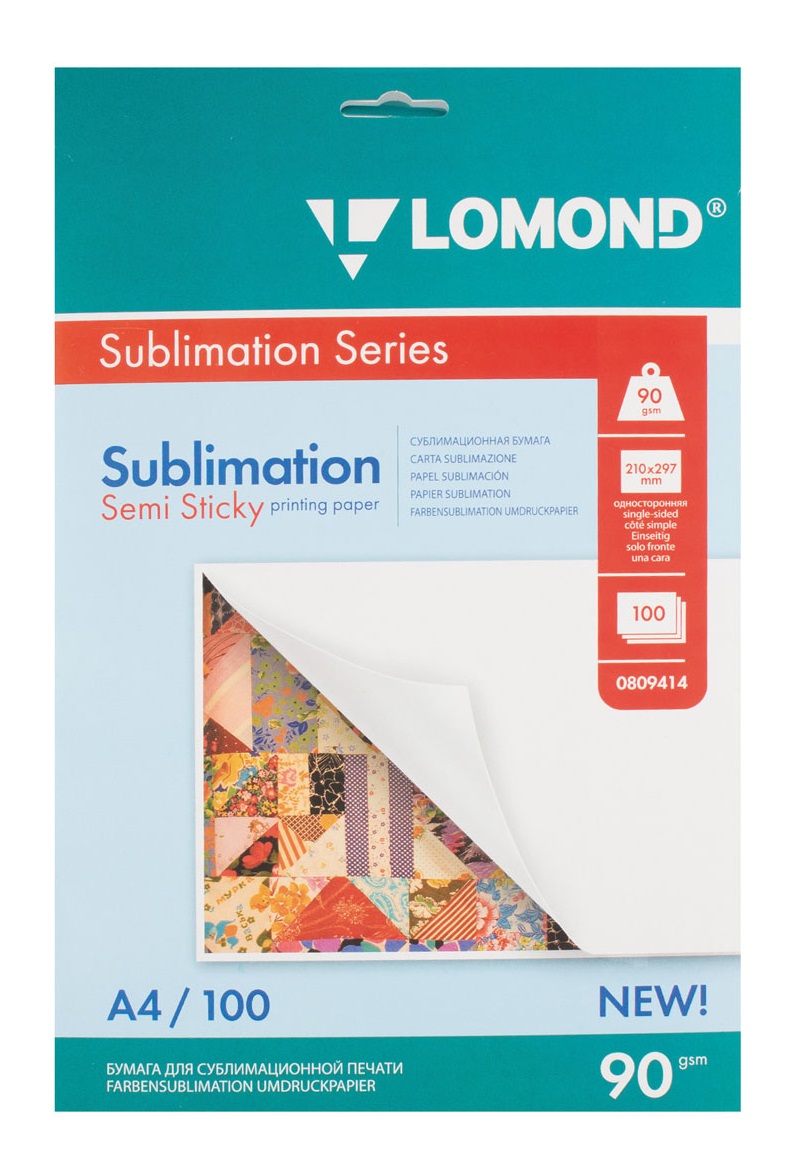 LOMOND®
Sublimation Series
90
gsm
210x297
mm
односторонняя
single-sided
côté simple
Einseitig
solo fronte
una cara
100
0809414
Sublimation
Semi Sticky printing paper
СУБЛИМАЦИОННАЯ БУМАГА
CARTA SUBLIMAZIONE
PAPEL SUBLIMACIÓN
PAPIER SUBLIMATION
FARBENSUBLIMATION UMDRUCKPAPIER
МУРКА
ВАСЬКА
A4 / 100
NEW!
БУМАГА ДЛЯ СУБЛИМАЦИОННОЙ ПЕЧАТИ
FARBENSUBLIMATION UMDRUCKPAPIER
90 gsm